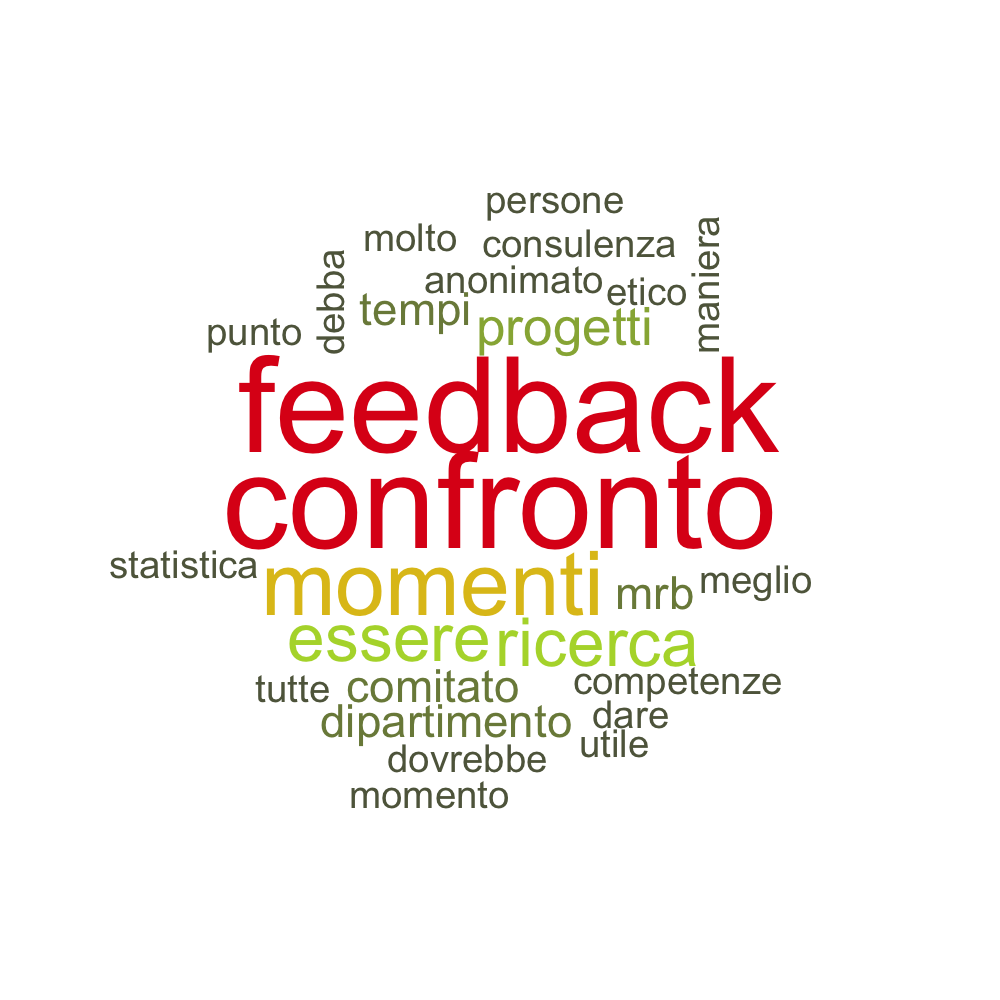 persone
molto consulenza
maniera
debba
anonimato etico
tempi progetti
punto
feedback
confronto
statistica momenti mrb meglio
essere ricerca
tutte comitato competenze
dipartimento dare
utile
dovrebbe
momento